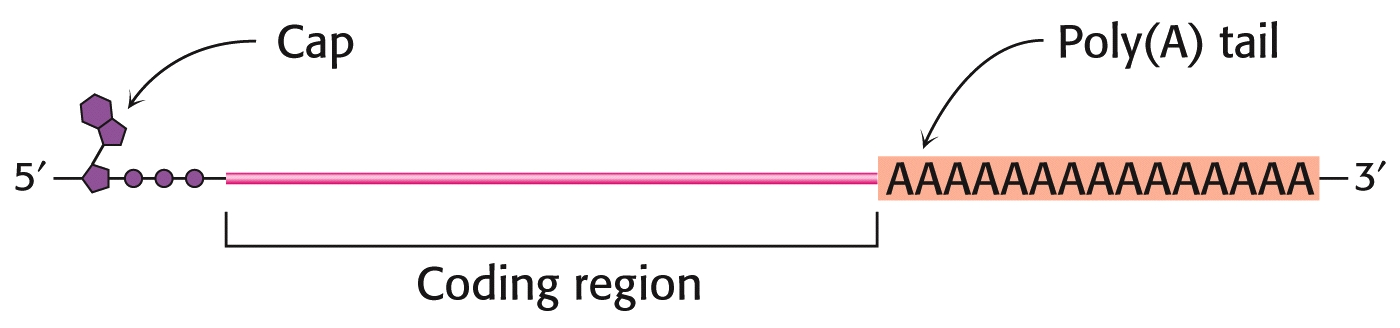 Cap
Poly(A) tail
5′
AAAAAAAAAAAAAAA
3′
Coding region